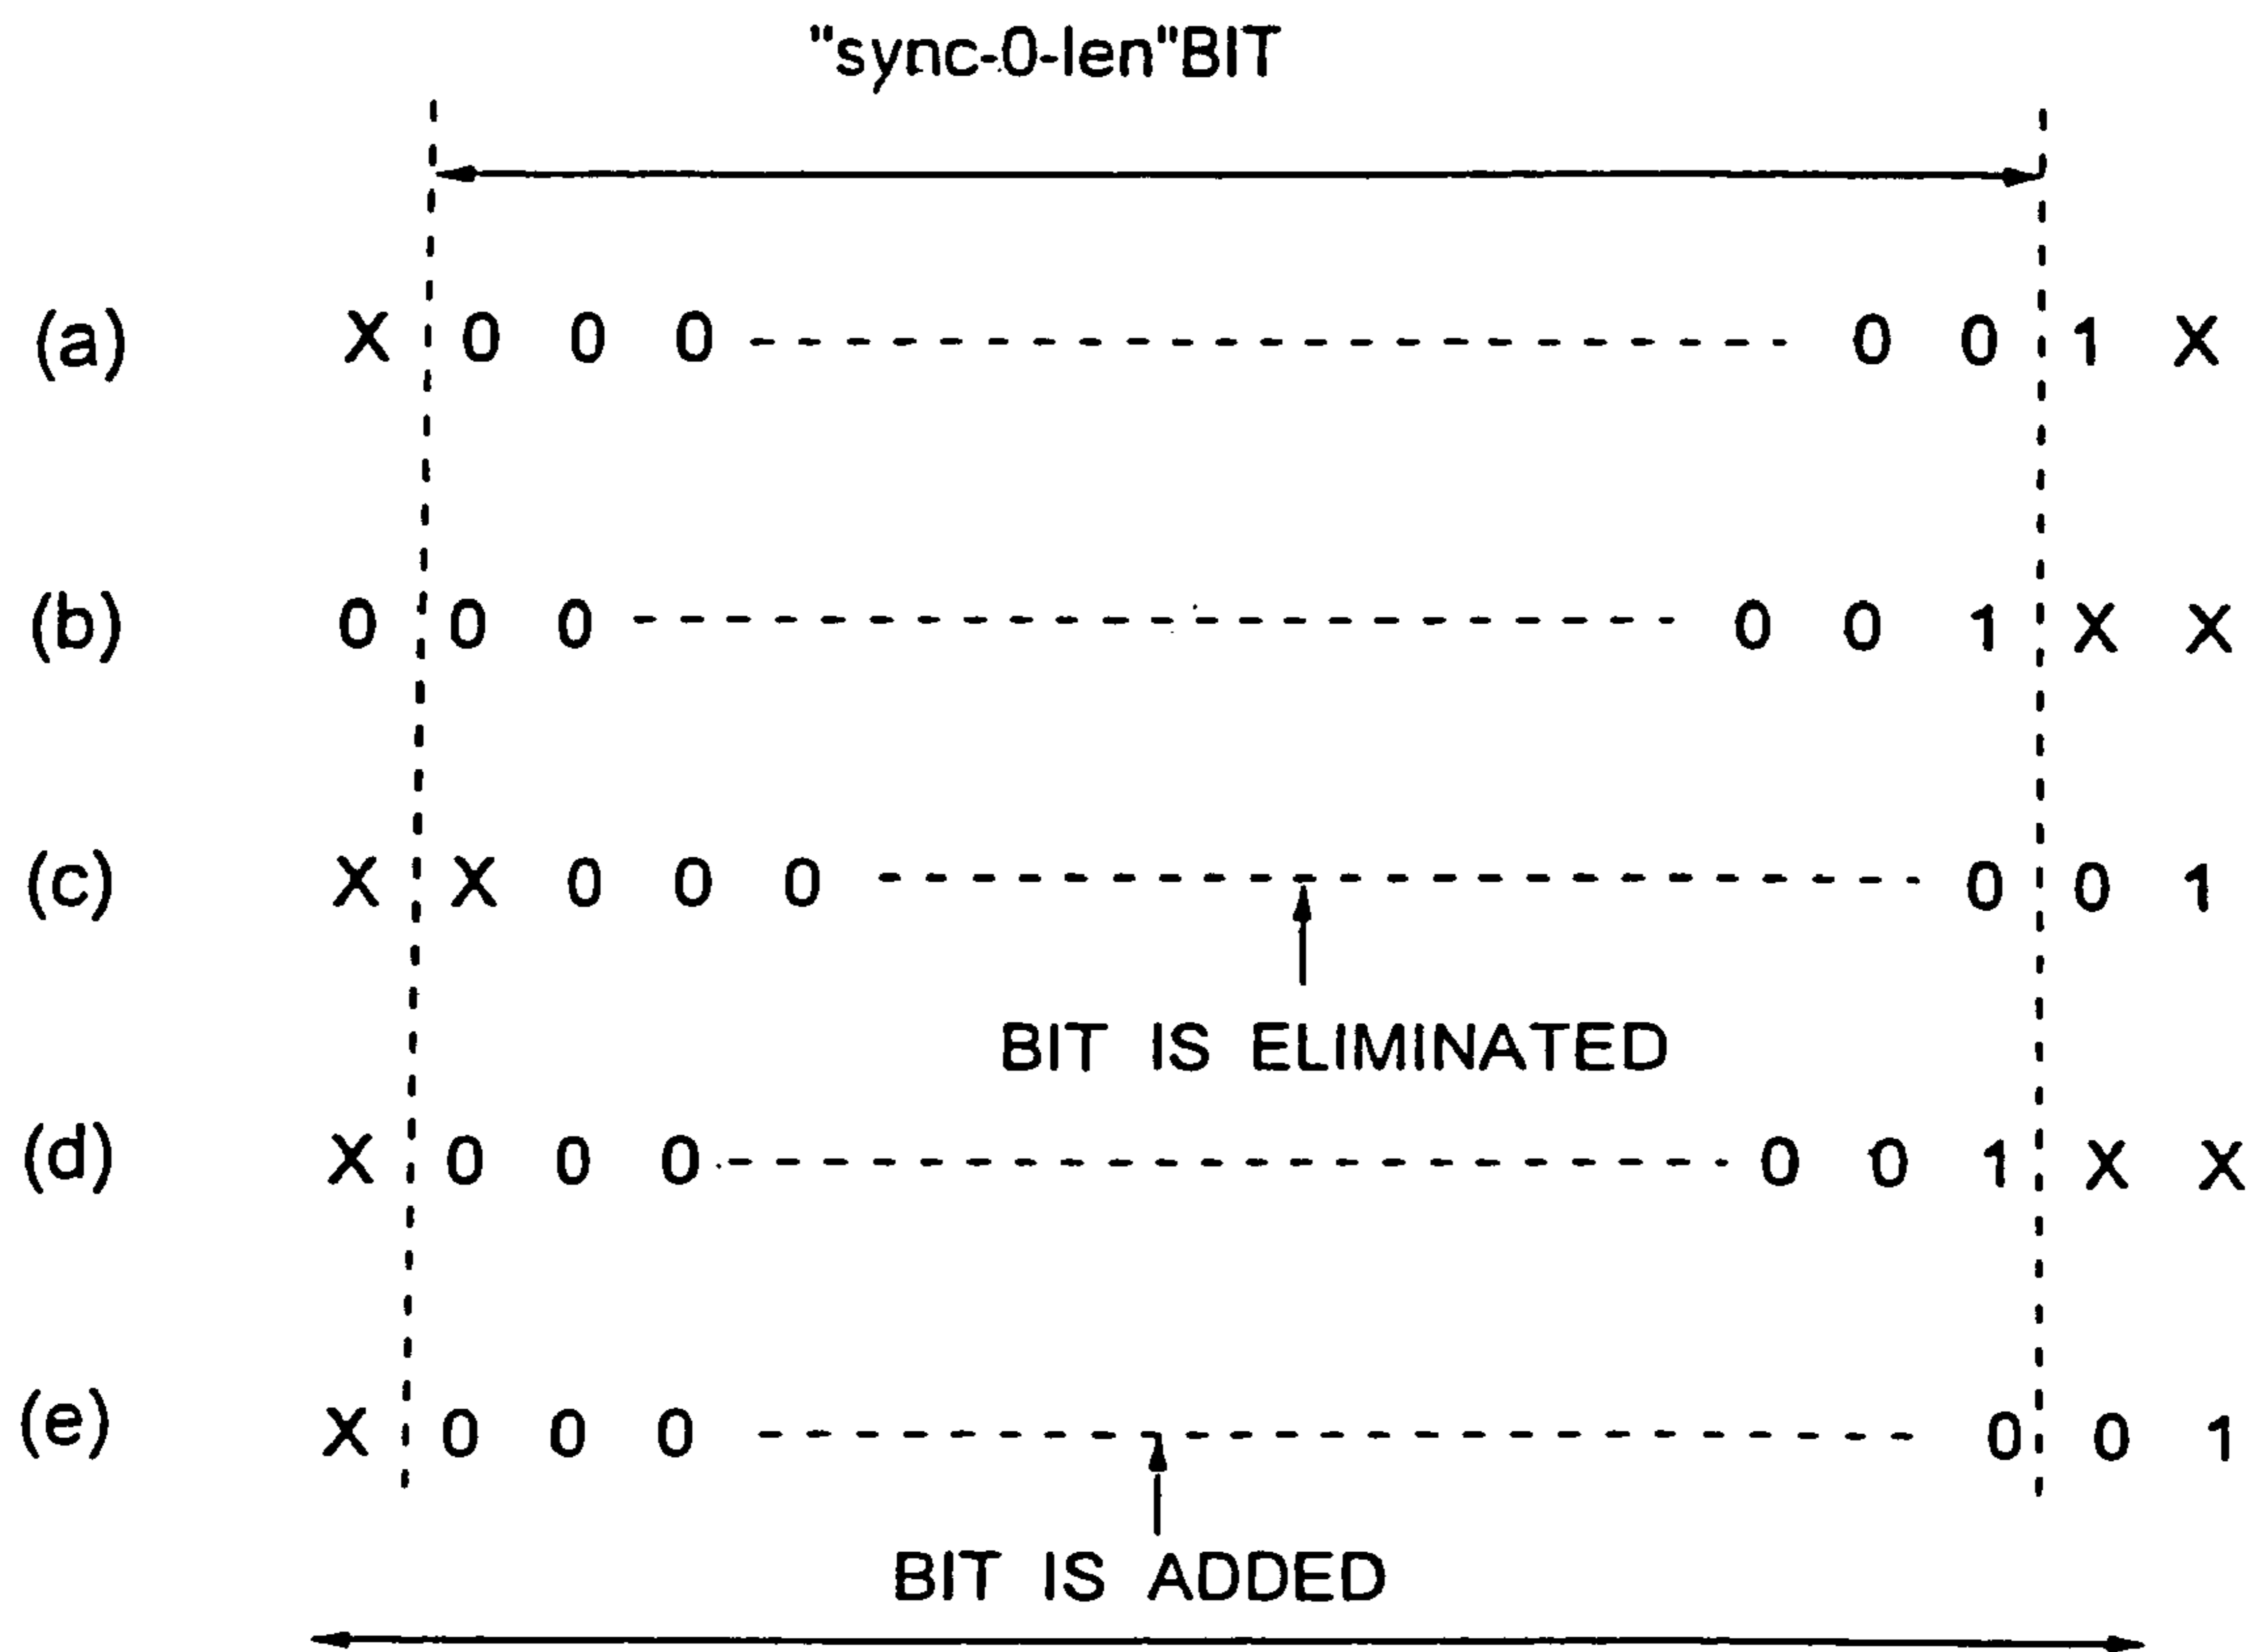 "sync-0-len"BIT
(a) X 0 0 0 ---------------------- 0 0 1 X
(b) 0 0 0 ---------------------- 0 0 1 X X
(c) X X 0 0 0 ---------------------- 0 0 1
BIT IS ELIMINATED
(d) X 0 0 0 ---------------------- 0 0 1 X X
(e) X 0 0 0 ------------------------- 0 0 1
BIT IS ADDED